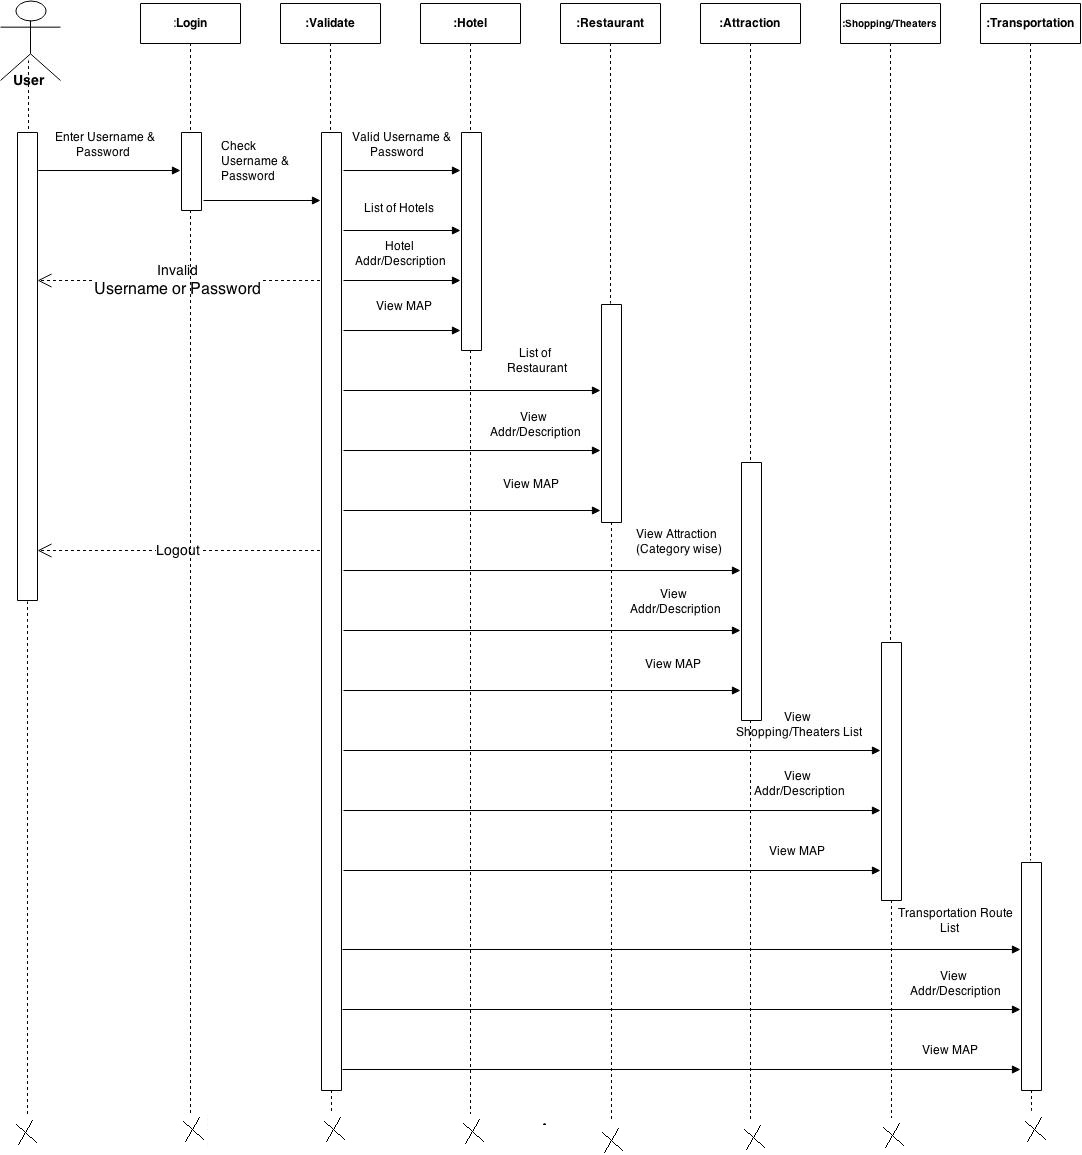 :Login
:Validate
:Hotel
:Restaurant
:Attraction
:Shopping/Theaters
:Transportation
User
Enter Username &
Password
Check
Username &
Password
Valid Username &
Password
List of Hotels
Hotel
Addr/Description
Invalid
Username or Password
View MAP
List of
Restaurant
View
Addr/Description
View MAP
View Attraction
(Category wise)
Logout
View
Addr/Description
View MAP
View
Shopping/Theaters List
View
Addr/Description
View MAP
Transportation Route
List
View
Addr/Description
View MAP